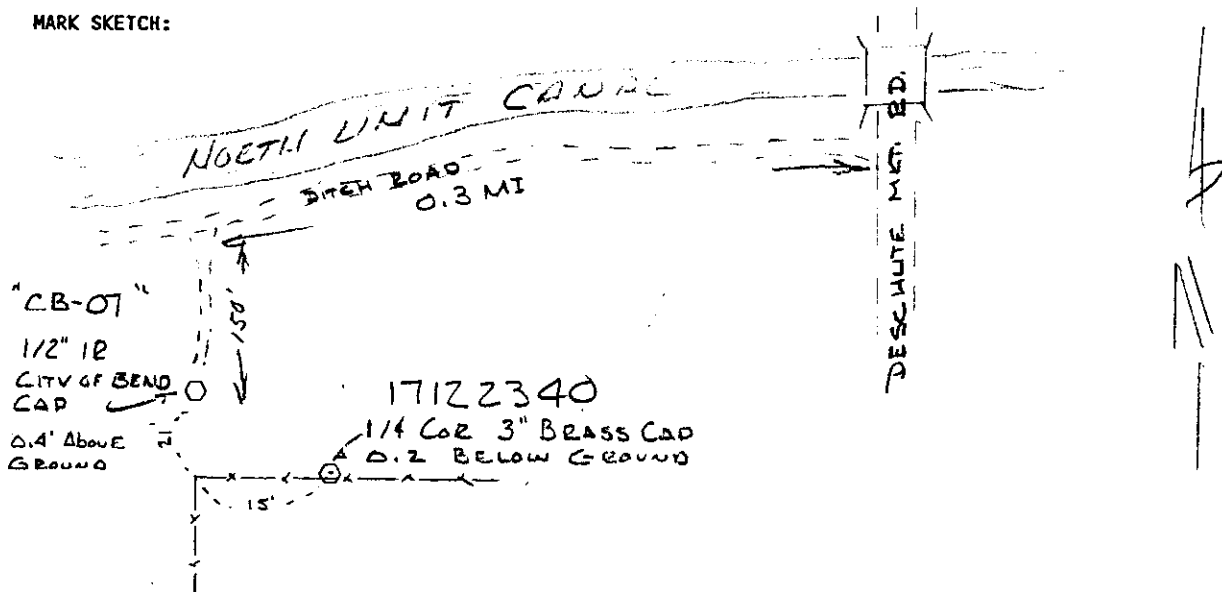 MARK SKETCH:
NORTH UNIT CANAL
DITCH ROAD
0.3 MI
DESCHUTE MKT. RD.
"CB-07"
150'
1/2" IR
CITY OF BEND
CAP
0.4' ABOVE
GROUND
17122340
1/4 COR 3" BRASS CAP
0.2 BELOW GROUND
15'
N